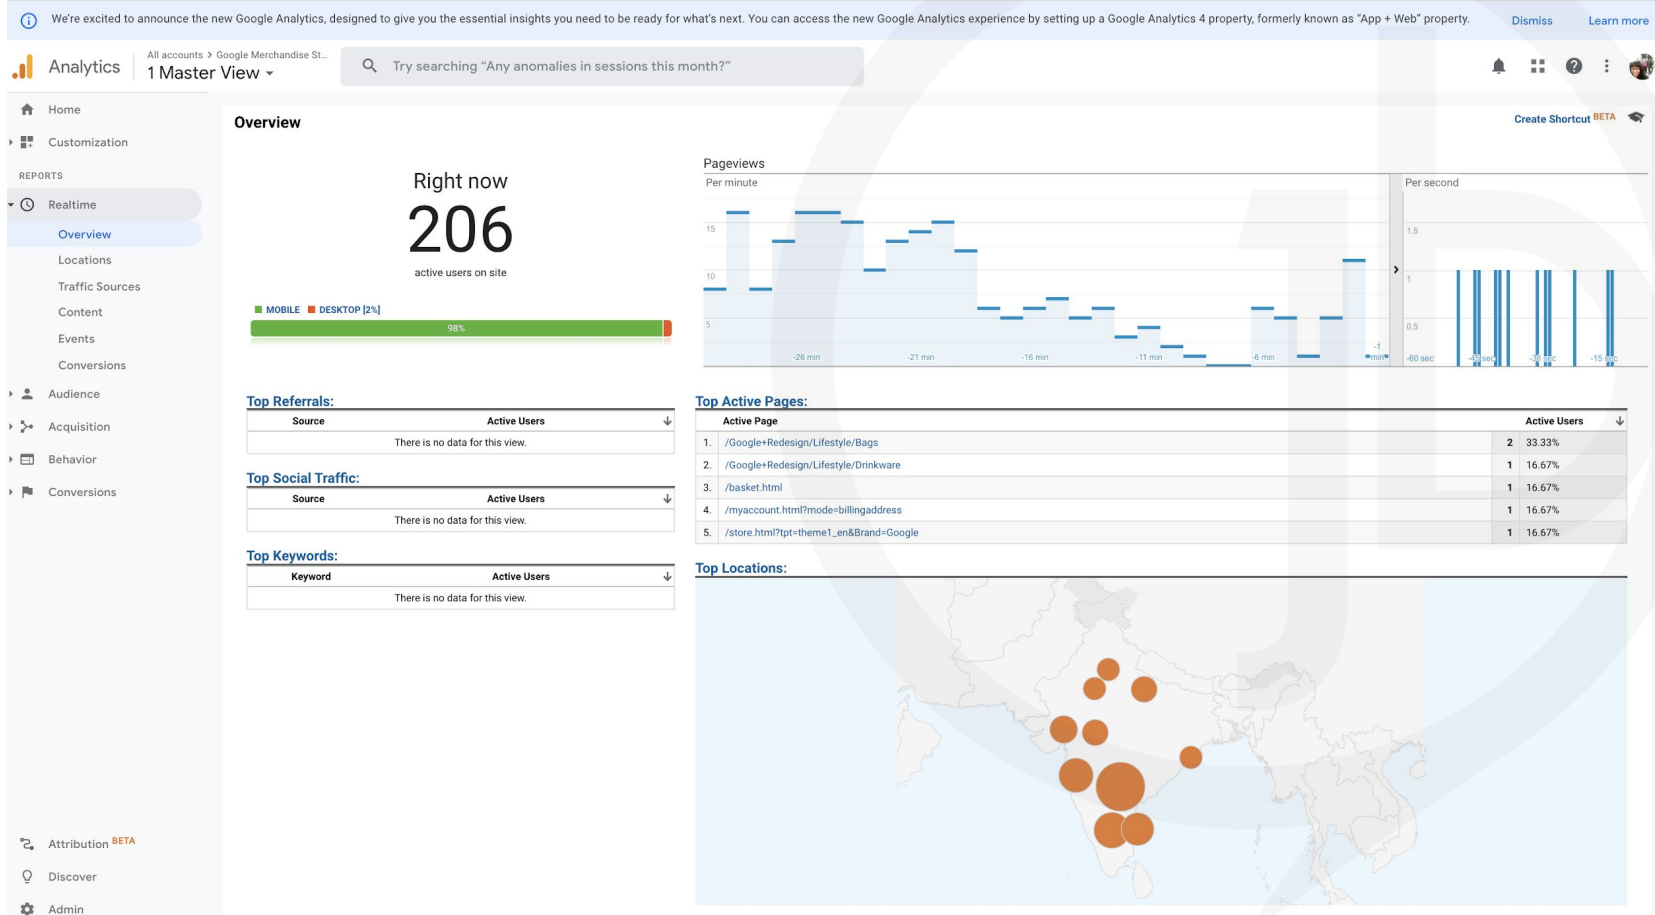 We're excited to announce the new Google Analytics, designed to give you the essential insights you need to be ready for what's next. You can access the new Google Analytics experience by setting up a Google Analytics 4 property, formerly known as "App + Web" property.
Dismiss
Learn more
Analytics
All accounts > Google Merchandise St...
1 Master View
Try searching "Any anomalies in sessions this month?"
Home
Customization
REPORTS
Realtime
Overview
Locations
Traffic Sources
Content
Events
Conversions
Audience
Acquisition
Behavior
Conversions
Attribution BETA
Discover
Admin
Overview
Create Shortcut BETA
Right now
206
active users on site
MOBILE DESKTOP [2%]
98%
Pageviews
Per minute
15
10
5
-26 min
-21 min
-16 min
-11 min
-6 min
-1
min
Per second
1.5
1
0.5
-60 sec
-45 sec
-30 sec
-15 sec
Top Referrals:
Source Active Users
There is no data for this view.
Top Social Traffic:
Source Active Users
There is no data for this view.
Top Keywords:
Keyword Active Users
There is no data for this view.
Top Active Pages:
Active Page Active Users
1. /Google+Redesign/Lifestyle/Bags 2 33.33%
2. /Google+Redesign/Lifestyle/Drinkware 1 16.67%
3. /basket.html 1 16.67%
4. /myaccount.html?mode=billingaddress 1 16.67%
5. /store.html?tpt=theme1_en&Brand=Google 1 16.67%
Top Locations: